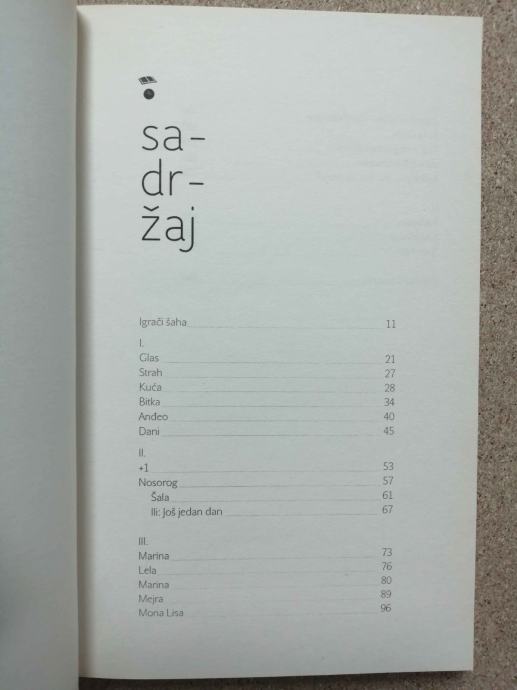 sa-
dr-
žaj
Igrači šaha 11
I.
Glas 21
Strah 27
Kuća 28
Bitka 34
Anđeo 40
Dani 45
II.
+1 53
Nosorog 57
Šala 61
Ili: Još jedan dan 67
III.
Marina 73
Lela 76
Marina 80
Mejra 89
Mona Lisa 96